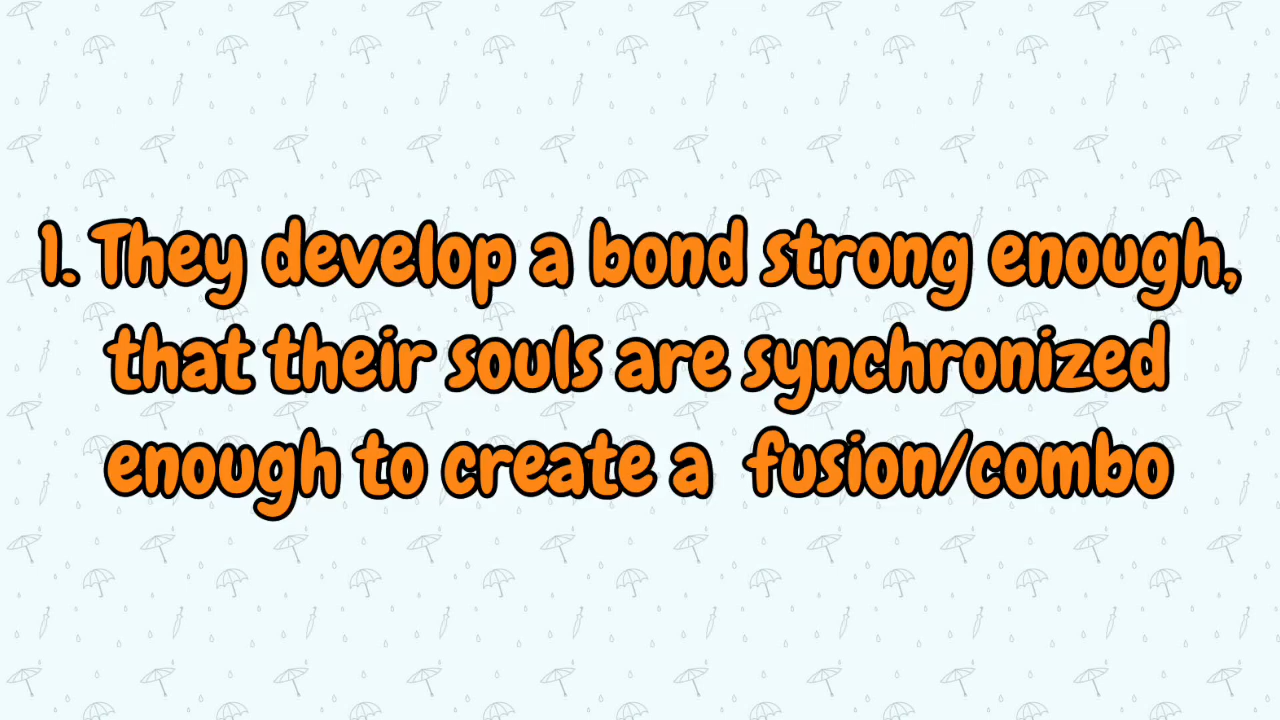 1. They develop a bond strong enough,
that their souls are synchronized
enough to create a  fusion/combo